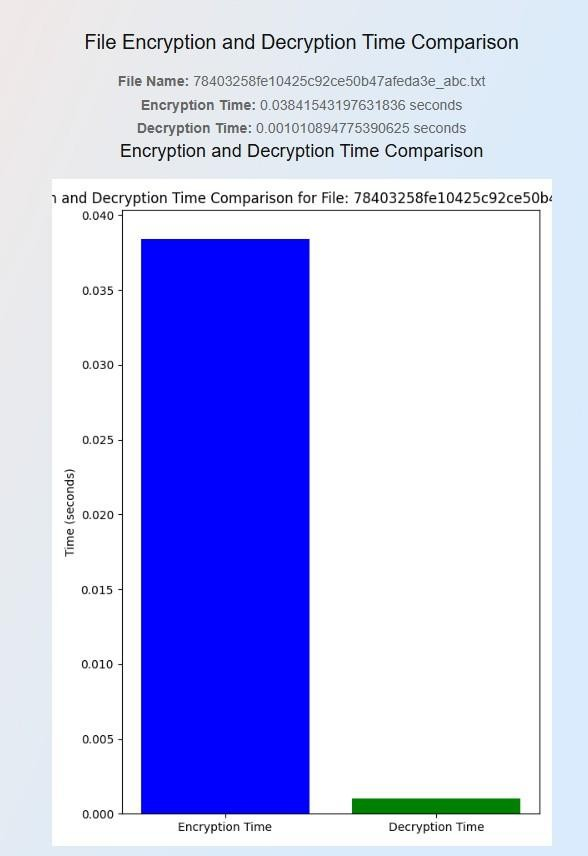 File Encryption and Decryption Time Comparison
File Name: 78403258fe10425c92ce50b47afeda3e_abc.txt
Encryption Time: 0.03841543197631836 seconds
Decryption Time: 0.001010894775390625 seconds
Encryption and Decryption Time Comparison
and Decryption Time Comparison for File: 78403258fe10425c92ce50b4
0.040
0.035
0.030
0.025
0.020
0.015
0.010
0.005
0.000
Time (seconds)
Encryption Time
Decryption Time